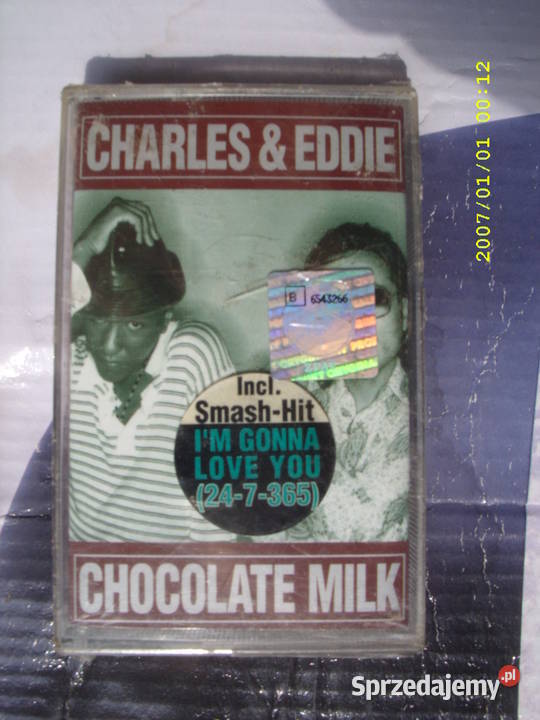 CHARLES & EDDIE
B 6543266
Incl.
Smash-Hit
I'M GONNA
LOVE YOU
(24-7-365)
CHOCOLATE MILK
2007/01/01 00:12
Sprzedajemy.pl